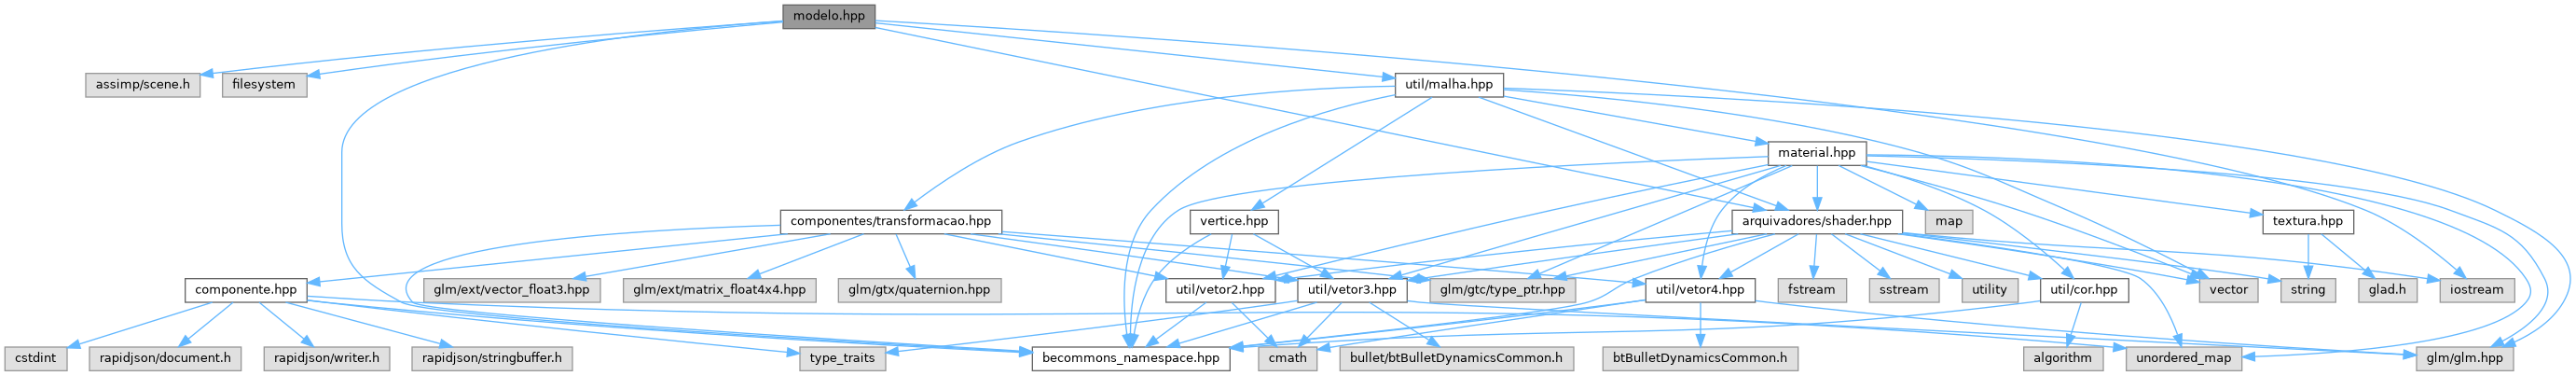 modelo.hpp
assimp/scene.h
filesystem
util/malha.hpp
material.hpp
componentes/transformacao.hpp
vertice.hpp
arquivadores/shader.hpp
map
textura.hpp
componente.hpp
glm/ext/vector_float3.hpp
glm/ext/matrix_float4x4.hpp
glm/gtx/quaternion.hpp
util/vetor2.hpp
util/vetor3.hpp
glm/gtc/type_ptr.hpp
util/vetor4.hpp
fstream
sstream
utility
util/cor.hpp
vector
string
glad.h
iostream
cstdint
rapidjson/document.h
rapidjson/writer.h
rapidjson/stringbuffer.h
type_traits
becommons_namespace.hpp
cmath
bullet/btBulletDynamicsCommon.h
btBulletDynamicsCommon.h
algorithm
unordered_map
glm/glm.hpp